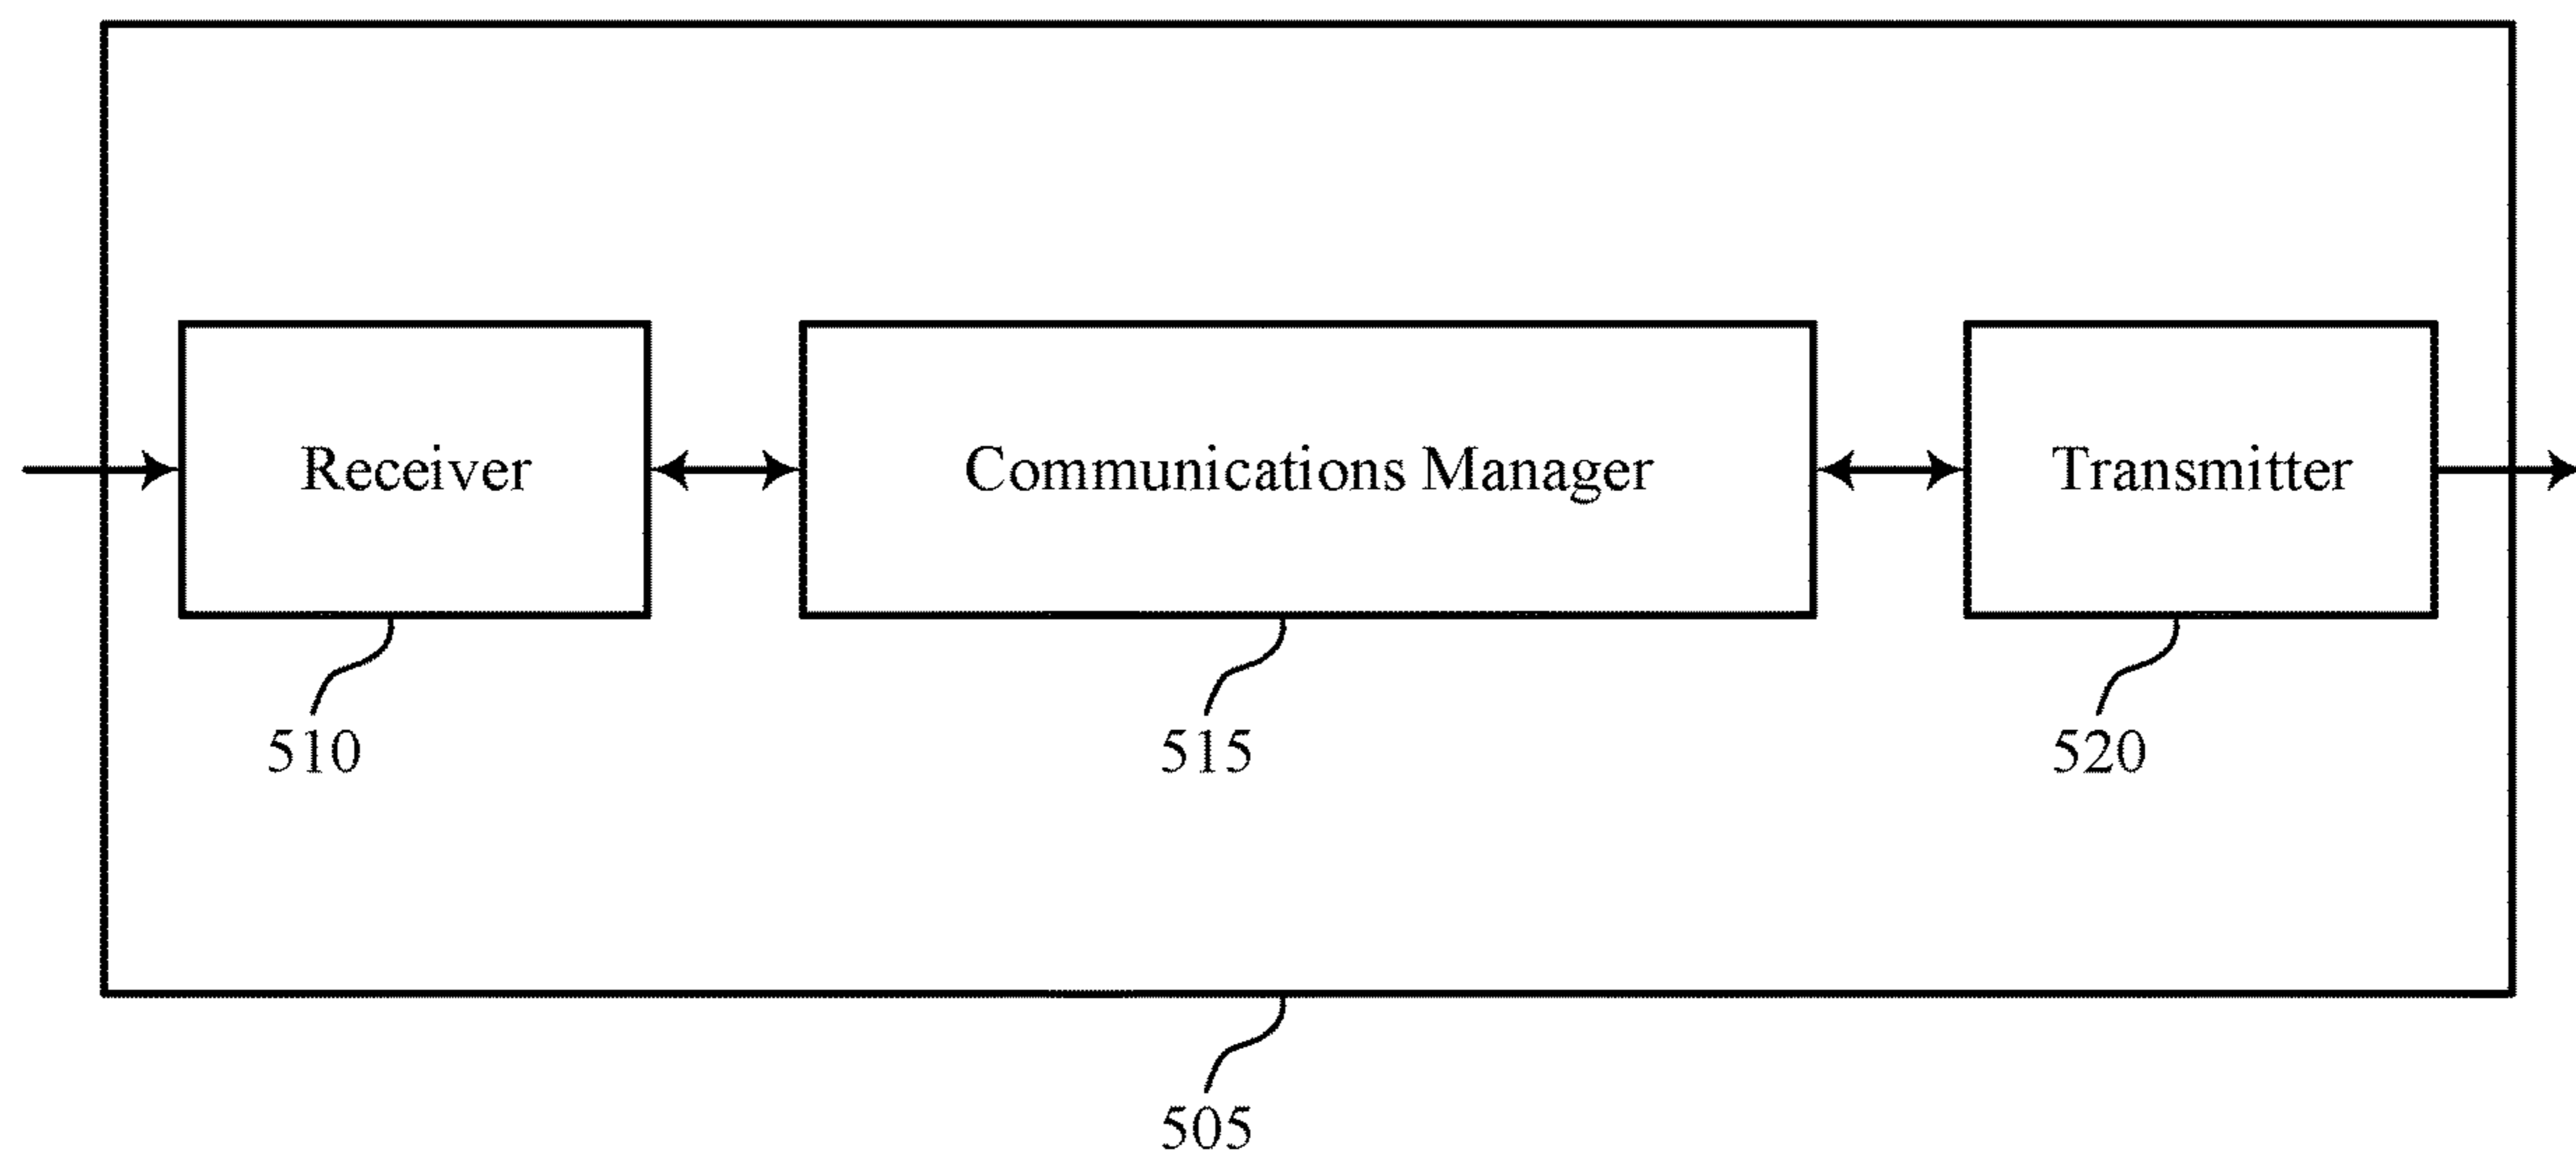 Receiver
Communications Manager
Transmitter
510
515
520
505